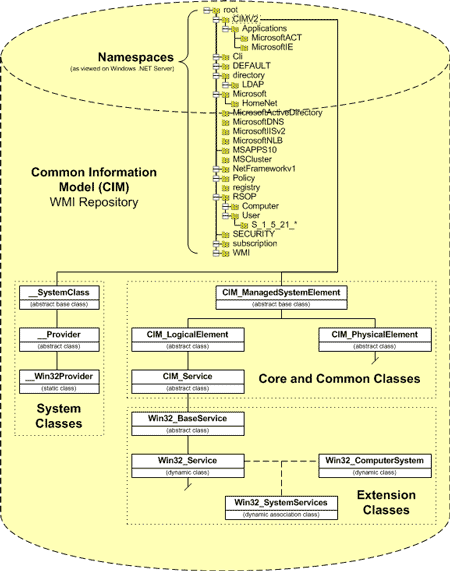 root
CIMV2
Applications
MicrosoftACT
MicrosoftIE
Cli
DEFAULT
directory
LDAP
Microsoft
HomeNet
MicrosoftActiveDirectory
MicrosoftDNS
MicrosoftIISv2
MicrosoftNLB
MSAPPS10
MSCluster
NetFrameworkv1
Policy
registry
RSOP
Computer
User
S_1_5_21_*
SECURITY
subscription
WMI
Namespaces
(as viewed on Windows .NET Server)
Common Information
Model (CIM)
WMI Repository
__SystemClass
(abstract base class)
__Provider
(abstract class)
__Win32Provider
(static class)
System
Classes
CIM_ManagedSystemElement
(abstract base class)
CIM_LogicalElement
(abstract class)
CIM_PhysicalElement
(abstract class)
CIM_Service
(abstract class)
Core and Common Classes
Win32_BaseService
(abstract class)
Win32_Service
(dynamic class)
Win32_ComputerSystem
(dynamic class)
Win32_SystemServices
(dynamic association class)
Extension
Classes